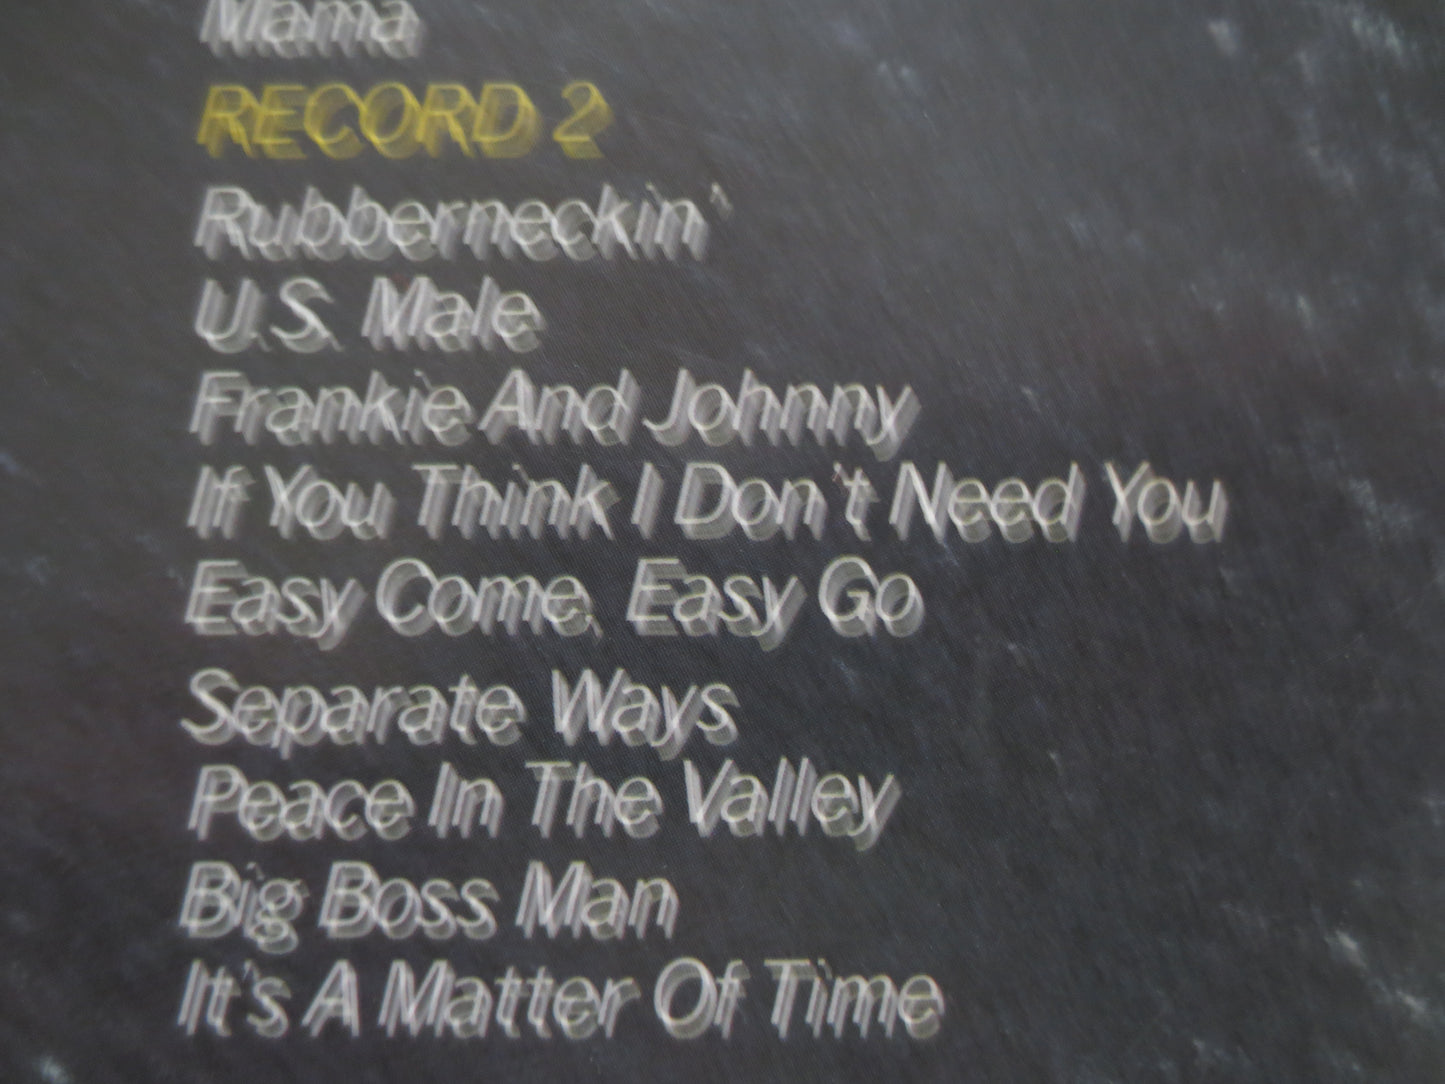 Mama
RECORD 2
Rubberneckin'
U.S. Male
Frankie And Johnny
If You Think I Don't Need You
Easy Come, Easy Go
Separate Ways
Peace In The Valley
Big Boss Man
It's A Matter Of Time